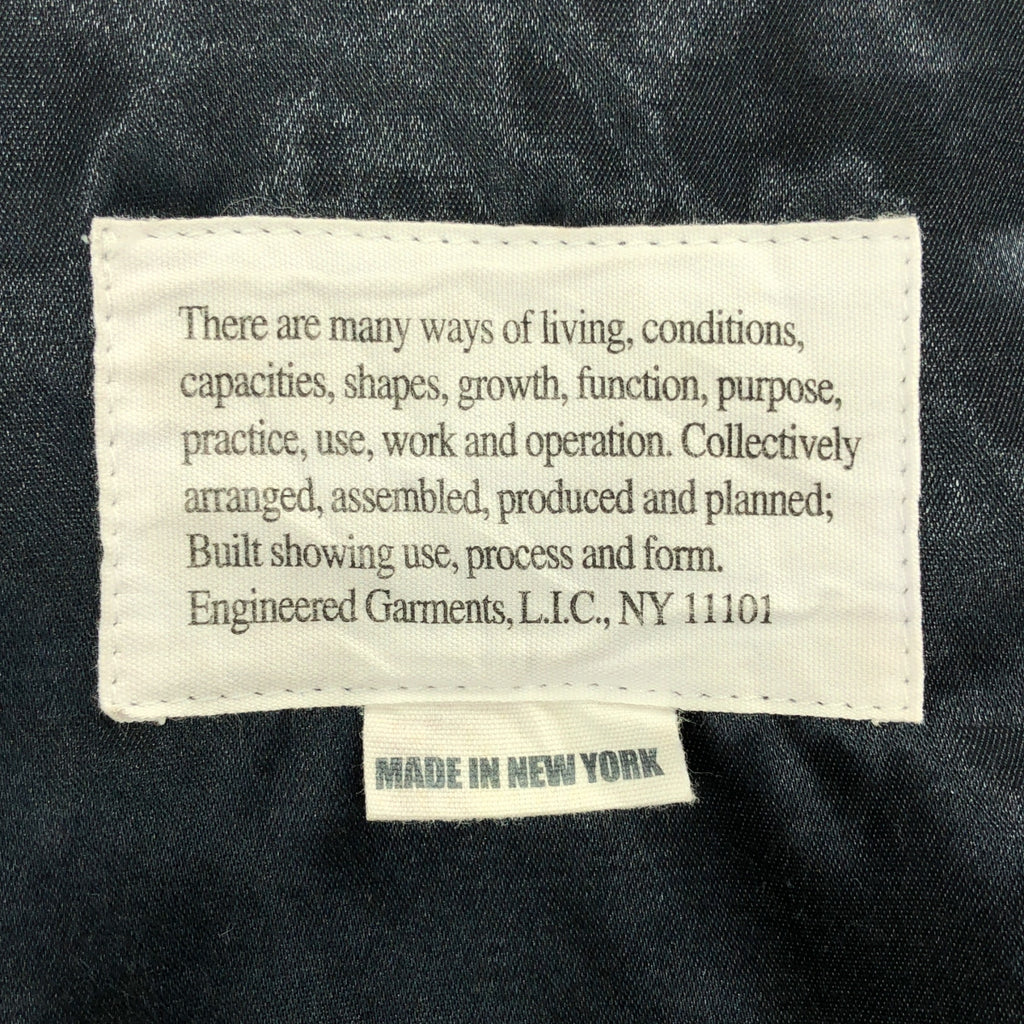 There are many ways of living, conditions,
capacities, shapes, growth, function, purpose,
practice, use, work and operation. Collectively
arranged, assembled, produced and planned;
Built showing use, process and form.
Engineered Garments, L.I.C., NY 11101
MADE IN NEW YORK